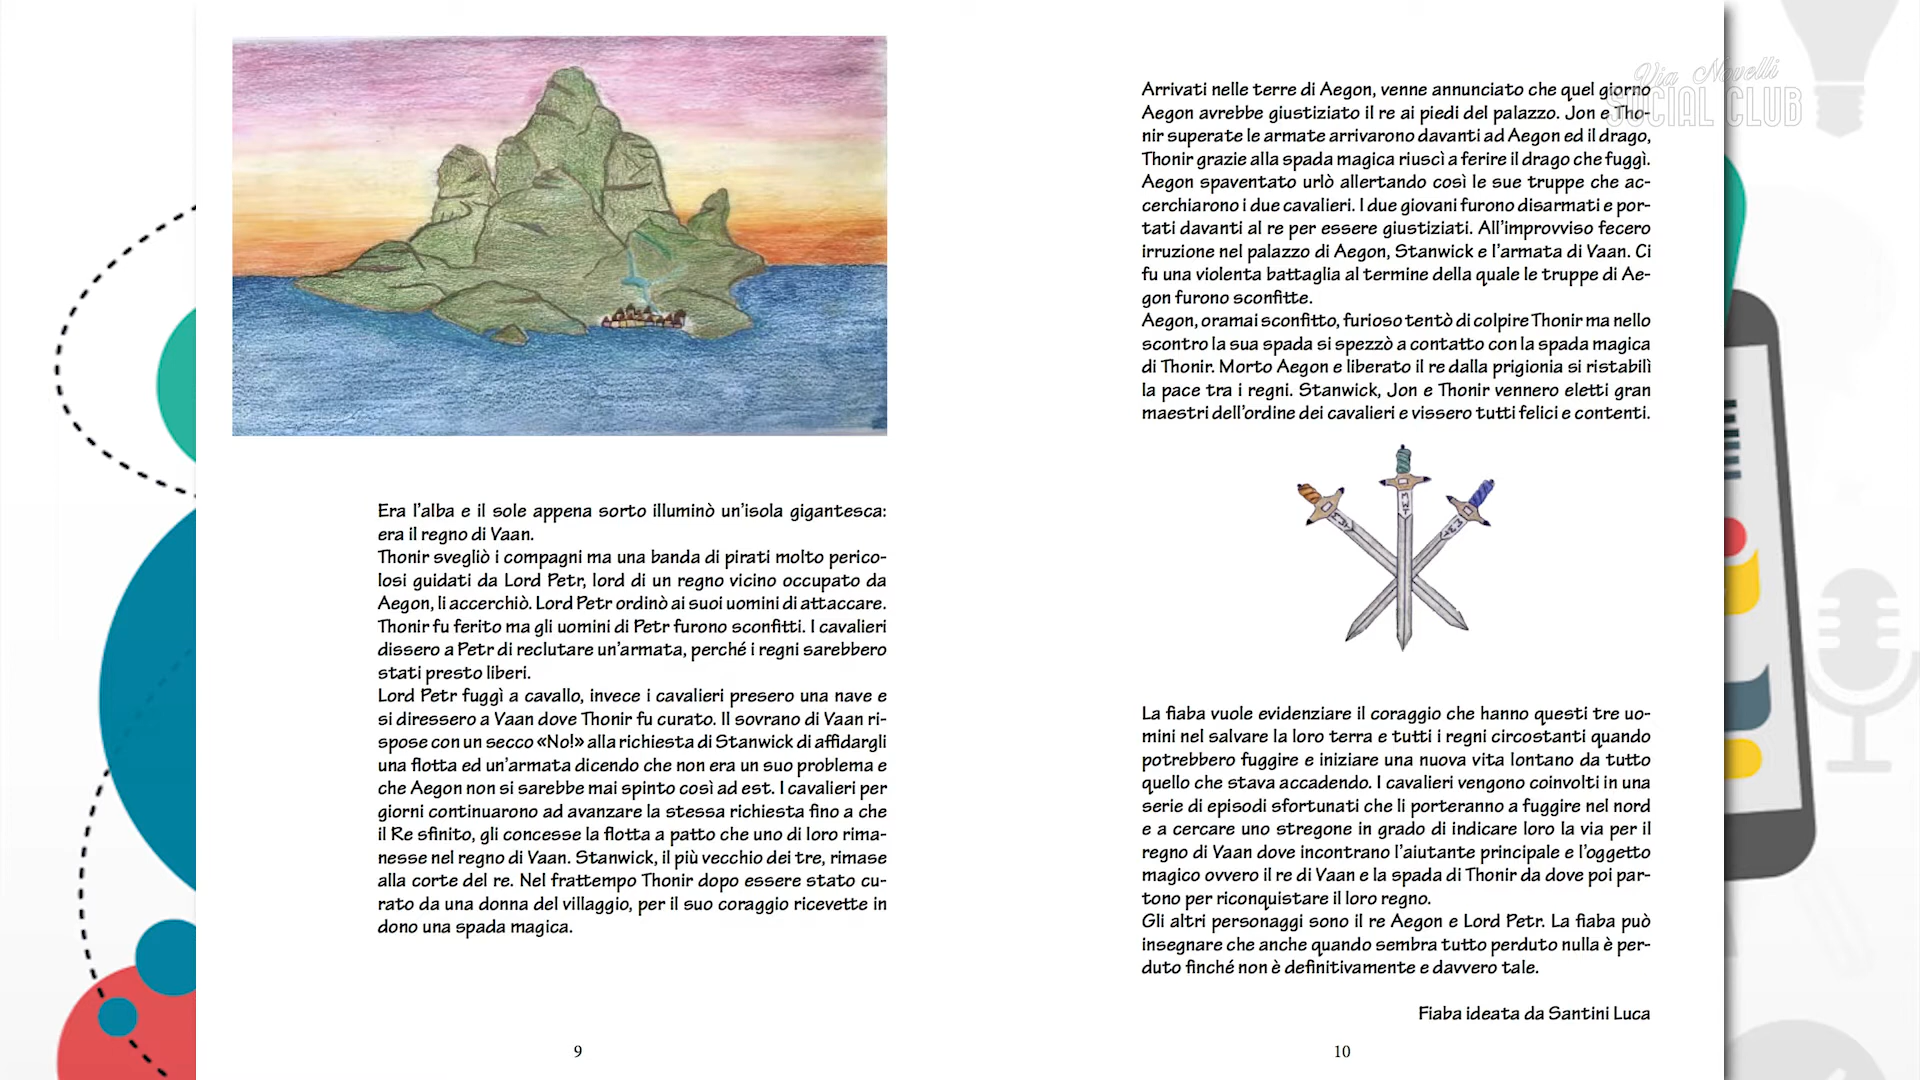 Era l'alba e il sole appena sorto illuminò un'isola gigantesca:
era il regno di Vaan.
Thonir svegliò i compagni ma una banda di pirati molto perico-
losi guidati da Lord Petr, lord di un regno vicino occupato da
Aegon, li accerchiò. Lord Petr ordinò ai suoi uomini di attaccare.
Thonir fu ferito ma gli uomini di Petr furono sconfitti. I cavalieri
dissero a Petr di reclutare un'armata, perché i regni sarebbero
stati presto liberi.
Lord Petr fuggì a cavallo, invece i cavalieri presero una nave e
si diressero a Vaan dove Thonir fu curato. Il sovrano di Vaan ri-
spose con un secco «No!» alla richiesta di Stanwick di affidargli
una flotta ed un'armata dicendo che non era un suo problema e
che Aegon non si sarebbe mai spinto così ad est. I cavalieri per
giorni continuarono ad avanzare la stessa richiesta fino a che
il Re sfinito, gli concesse la flotta a patto che uno di loro rima-
nesse nel regno di Vaan. Stanwick, il più vecchio dei tre, rimase
alla corte del re. Nel frattempo Thonir dopo essere stato cu-
rato da una donna del villaggio, per il suo coraggio ricevette in
dono una spada magica.
9
Via Novelli
SOCIAL CLUB
Arrivati nelle terre di Aegon, venne annunciato che quel giorno
Aegon avrebbe giustiziato il re ai piedi del palazzo. Jon e Tho-
nir superate le armate arrivarono davanti ad Aegon ed il drago,
Thonir grazie alla spada magica riuscì a ferire il drago che fuggì.
Aegon spaventato urlò allertando così le sue truppe che ac-
cerchiarono i due cavalieri. I due giovani furono disarmati e por-
tati davanti al re per essere giustiziati. All'improvviso fecero
irruzione nel palazzo di Aegon, Stanwick e l'armata di Vaan. Ci
fu una violenta battaglia al termine della quale le truppe di Ae-
gon furono sconfitte.
Aegon, oramai sconfitto, furioso tentò di colpire Thonir ma nello
scontro la sua spada si spezzò a contatto con la spada magica
di Thonir. Morto Aegon e liberato il re dalla prigionia si ristabilì
la pace tra i regni. Stanwick, Jon e Thonir vennero eletti gran
maestri dell'ordine dei cavalieri e vissero tutti felici e contenti.
La fiaba vuole evidenziare il coraggio che hanno questi tre uo-
mini nel salvare la loro terra e tutti i regni circostanti quando
potrebbero fuggire e iniziare una nuova vita lontano da tutto
quello che stava accadendo. I cavalieri vengono coinvolti in una
serie di episodi sfortunati che li porteranno a fuggire nel nord
e a cercare uno stregone in grado di indicare loro la via per il
regno di Vaan dove incontrano l'aiutante principale e l'oggetto
magico ovvero il re di Vaan e la spada di Thonir da dove poi par-
tono per riconquistare il loro regno.
Gli altri personaggi sono il re Aegon e Lord Petr. La fiaba può
insegnare che anche quando sembra tutto perduto nulla è per-
duto finché non è definitivamente e davvero tale.
Fiaba ideata da Santini Luca
10